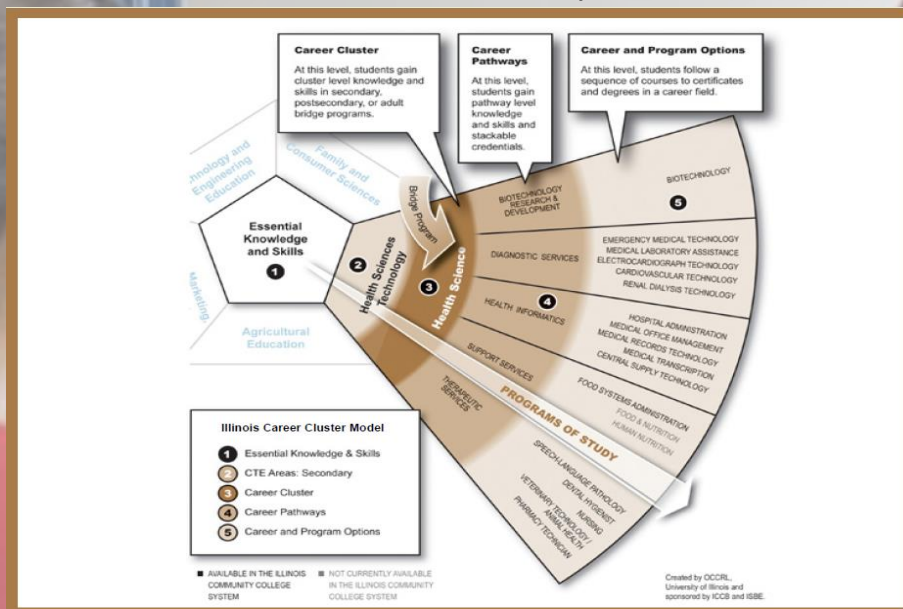 Career Cluster
At this level, students gain
cluster level knowledge and
skills in secondary,
postsecondary, or adult
bridge programs.
Career
Pathways
At this level,
students gain
pathway level
knowledge
and skills and
stackable
credentials.
Career and Program Options
At this level, students follow a
sequence of courses to certificates
and degrees in a career field.
hnology and
Engineering
Education
Family and
Consumer Sciences
Marketing,
Agricultural
Education
Essential
Knowledge
and Skills
1
2
Health Sciences
Technology
Bridge Program
3
Health Science
BIOTECHNOLOGY
RESEARCH &
DEVELOPMENT
DIAGNOSTIC SERVICES
HEALTH INFORMATICS
4
SUPPORT SERVICES
THERAPEUTIC
SERVICES
BIOTECHNOLOGY
5
EMERGENCY MEDICAL TECHNOLOGY
MEDICAL LABORATORY ASSISTANCE
ELECTROCARDIOGRAPH TECHNOLOGY
CARDIOVASCULAR TECHNOLOGY
RENAL DIALYSIS TECHNOLOGY
HOSPITAL ADMINISTRATION
MEDICAL OFFICE MANAGEMENT
MEDICAL RECORDS TECHNOLOGY
MEDICAL TRANSCRIPTION
CENTRAL SUPPLY TECHNOLOGY
FOOD SYSTEMS ADMINISTRATION
FOOD & NUTRITION
HUMAN NUTRITION
PROGRAMS OF STUDY
SPEECH-LANGUAGE PATHOLOGY
DENTAL HYGIENIST
NURSING
VETERINARY TECHNOLOGY /
ANIMAL HEALTH
PHARMACY TECHNICIAN
Illinois Career Cluster Model
1 Essential Knowledge & Skills
2 CTE Areas: Secondary
3 Career Cluster
4 Career Pathways
5 Career and Program Options
AVAILABLE IN THE ILLINOIS
COMMUNITY COLLEGE
SYSTEM
NOT CURRENTLY AVAILABLE
IN THE ILLINOIS COMMUNITY
COLLEGE SYSTEM
Created by OCCRL,
University of Illinois and
sponsored by ICCB and ISBE.